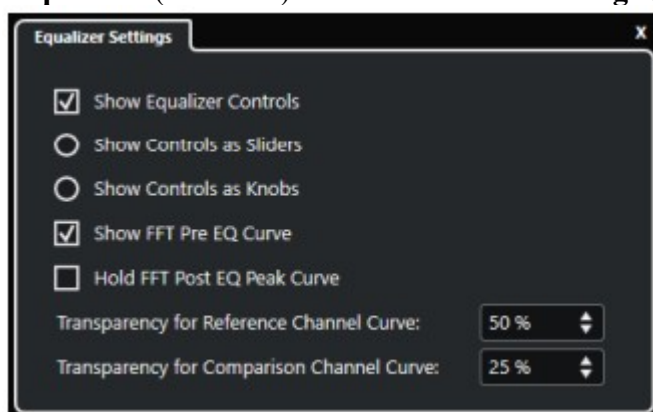 Equalizer Settings X
Show Equalizer Controls
Show Controls as Sliders
Show Controls as Knobs
Show FFT Pre EQ Curve
Hold FFT Post EQ Peak Curve
Transparency for Reference Channel Curve: 50 %
Transparency for Comparison Channel Curve: 25 %